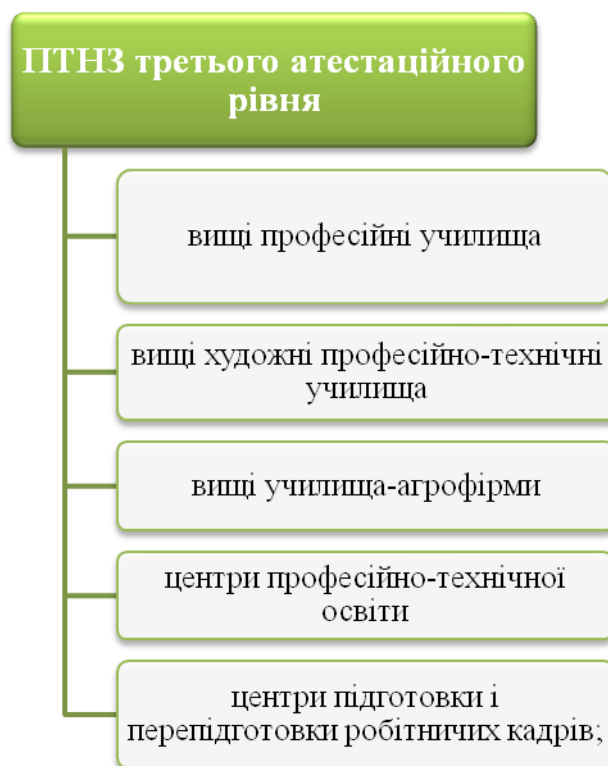 ПТНЗ третього атестаційного
рівня
вищі професійні училища
вищі художні професійно-технічні
училища
вищі училища-агрофірми
центри професійно-технічної
освіти
центри підготовки і
перепідготовки робітничих кадрів;